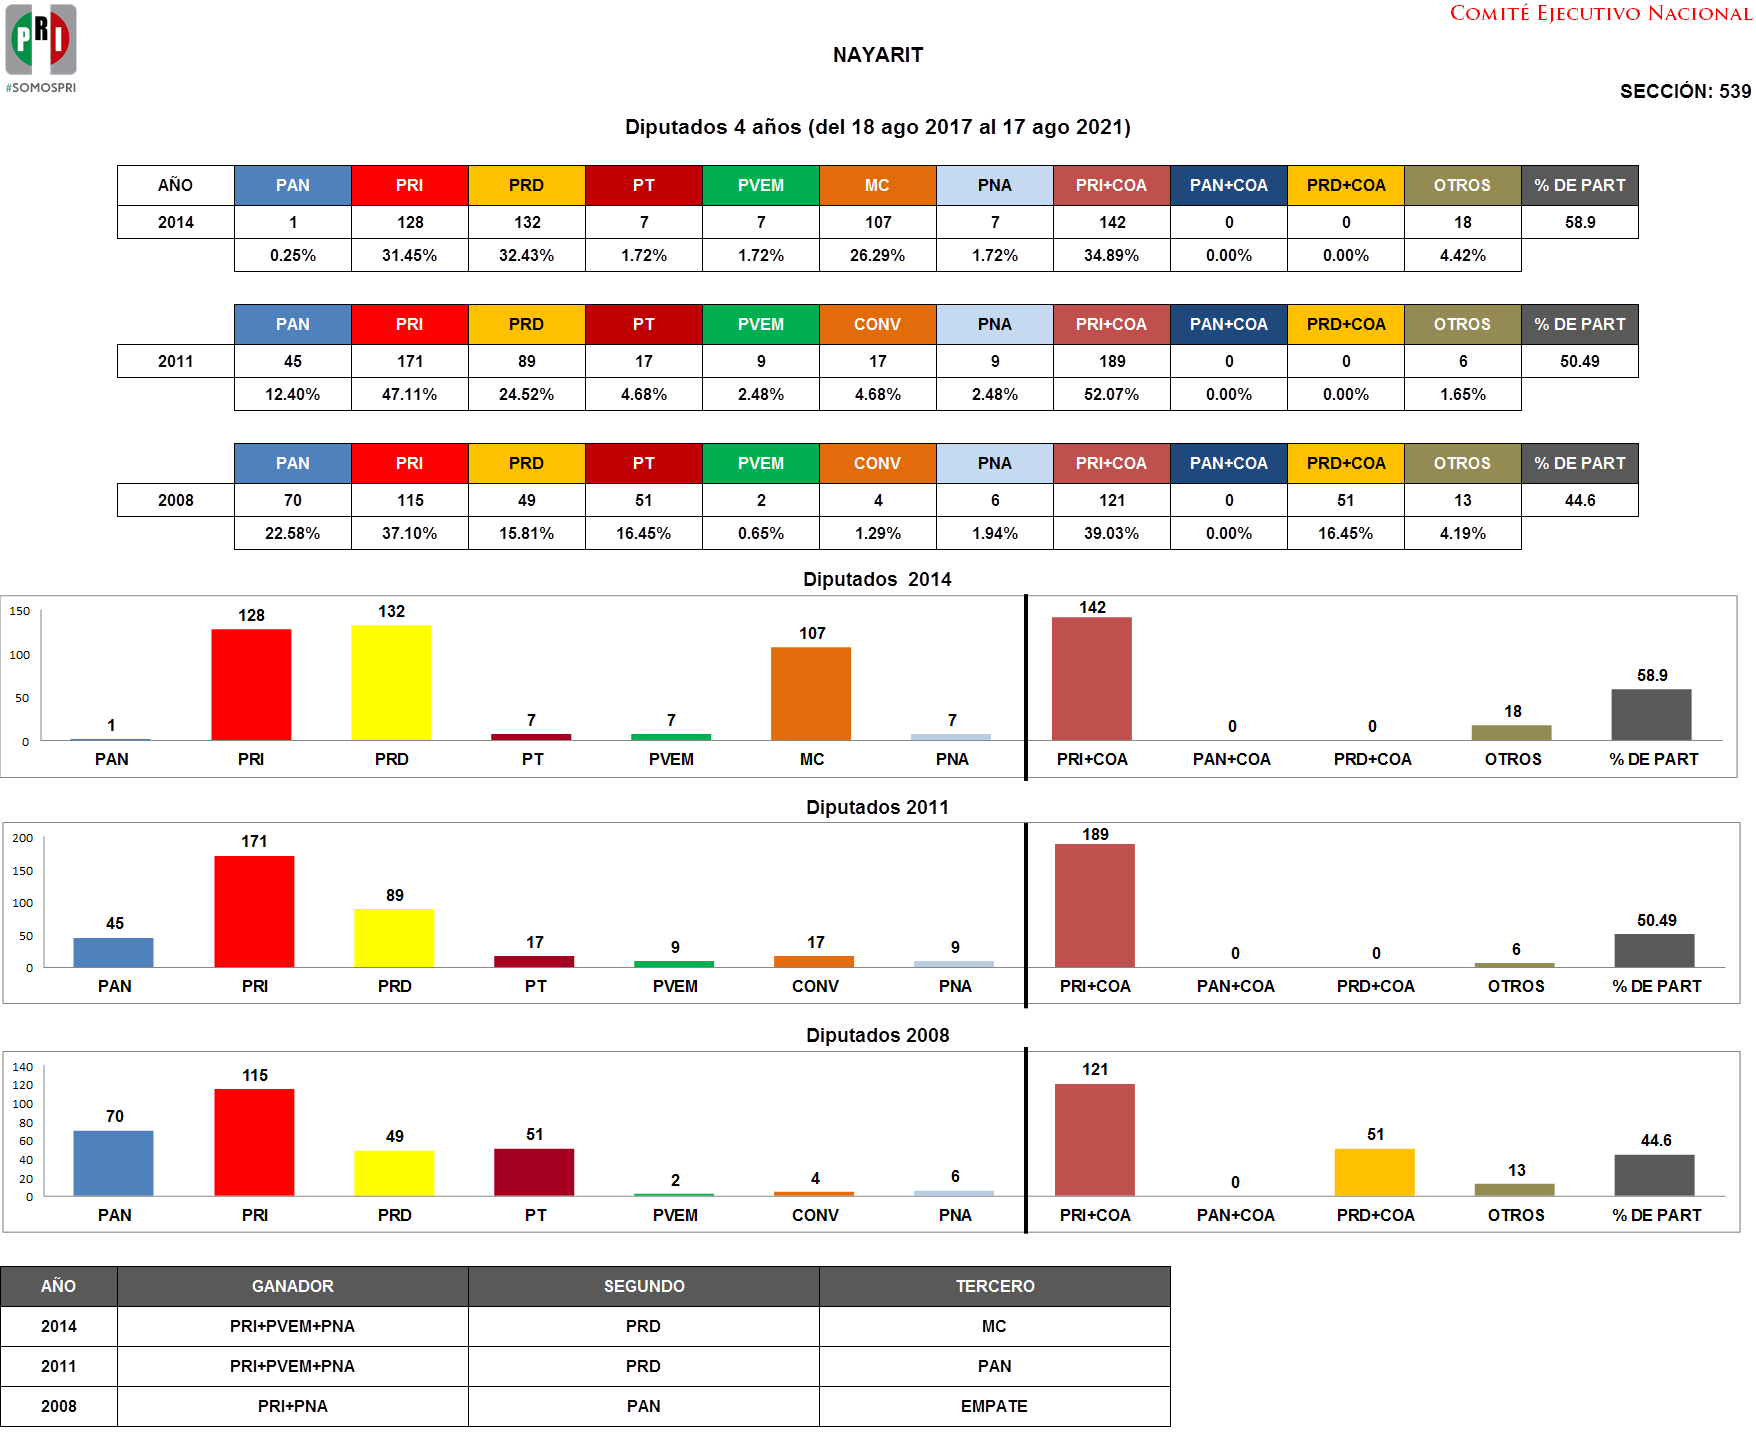 PRI
#SOMOSPRI
COMITÉ EJECUTIVO NACIONAL
NAYARIT
SECCIÓN: 539
Diputados 4 años (del 18 ago 2017 al 17 ago 2021)
AÑO PAN PRI PRD PT PVEM MC PNA PRI+COA PAN+COA PRD+COA OTROS % DE PART
2014 1 128 132 7 7 107 7 142 0 0 18 58.9
0.25% 31.45% 32.43% 1.72% 1.72% 26.29% 1.72% 34.89% 0.00% 0.00% 4.42%
PAN PRI PRD PT PVEM CONV PNA PRI+COA PAN+COA PRD+COA OTROS % DE PART
2011 45 171 89 17 9 17 9 189 0 0 6 50.49
12.40% 47.11% 24.52% 4.68% 2.48% 4.68% 2.48% 52.07% 0.00% 0.00% 1.65%
PAN PRI PRD PT PVEM CONV PNA PRI+COA PAN+COA PRD+COA OTROS % DE PART
2008 70 115 49 51 2 4 6 121 0 51 13 44.6
22.58% 37.10% 15.81% 16.45% 0.65% 1.29% 1.94% 39.03% 0.00% 16.45% 4.19%
Diputados 2014
150
100
50
0
1 128 132 7 7 107 7 142 0 0 18 58.9
PAN PRI PRD PT PVEM MC PNA PRI+COA PAN+COA PRD+COA OTROS % DE PART
Diputados 2011
200
150
100
50
0
45 171 89 17 9 17 9 189 0 0 6 50.49
PAN PRI PRD PT PVEM CONV PNA PRI+COA PAN+COA PRD+COA OTROS % DE PART
Diputados 2008
140
120
100
80
60
40
20
0
70 115 49 51 2 4 6 121 0 51 13 44.6
PAN PRI PRD PT PVEM CONV PNA PRI+COA PAN+COA PRD+COA OTROS % DE PART
AÑO GANADOR SEGUNDO TERCERO
2014 PRI+PVEM+PNA PRD MC
2011 PRI+PVEM+PNA PRD PAN
2008 PRI+PNA PAN EMPATE